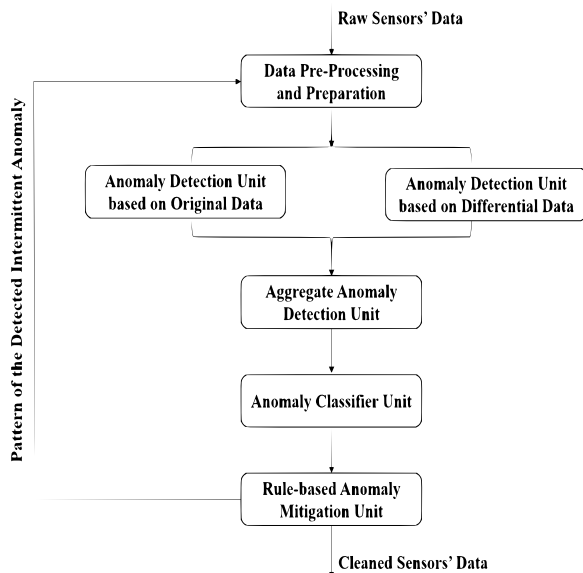 Raw Sensors' Data
Data Pre-Processing
and Preparation
Pattern of the Detected Intermittent Anomaly
Anomaly Detection Unit
based on Original Data
Anomaly Detection Unit
based on Differential Data
Aggregate Anomaly
Detection Unit
Anomaly Classifier Unit
Rule-based Anomaly
Mitigation Unit
Cleaned Sensors' Data